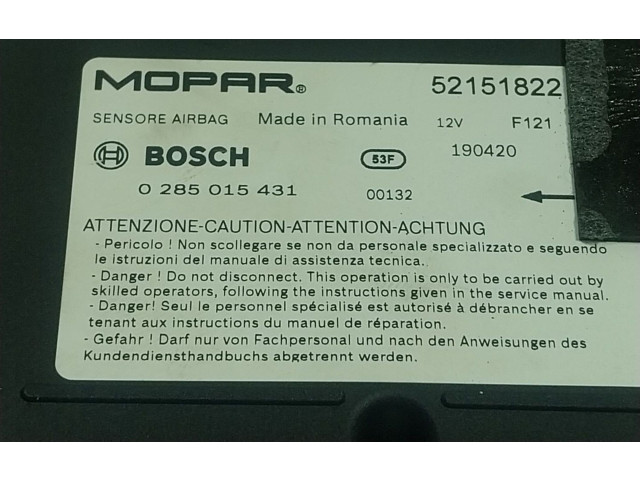 MOPAR® 52151822
SENSORE AIRBAG Made in Romania 12V F121
BOSCH 53F 190420
0 285 015 431 00132
ATTENZIONE-CAUTION-ATTENTION-ACHTUNG
- Pericolo ! Non scollegare se non da personale specializzato e seguendo
le istruzioni del manuale di assistenza tecnica.
- Danger ! Do not disconnect. This operation is only to be carried out by
skilled operators, following the instructions given in the service manual.
- Danger! Seul le personnel spécialisé est autorisé à débrancher en se
tenant aux instructions du manuel de réparation.
- Gefahr ! Darf nur von Fachpersonal und nach den Anweisungen des
Kundendiensthandbuchs abgetrennt werden.